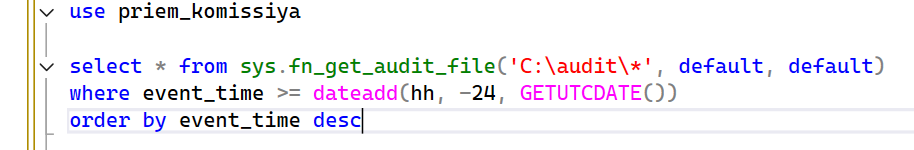 use priem_komissiya
select * from sys.fn_get_audit_file('C:\audit\*', default, default)
where event_time >= dateadd(hh, -24, GETUTCDATE())
order by event_time desc